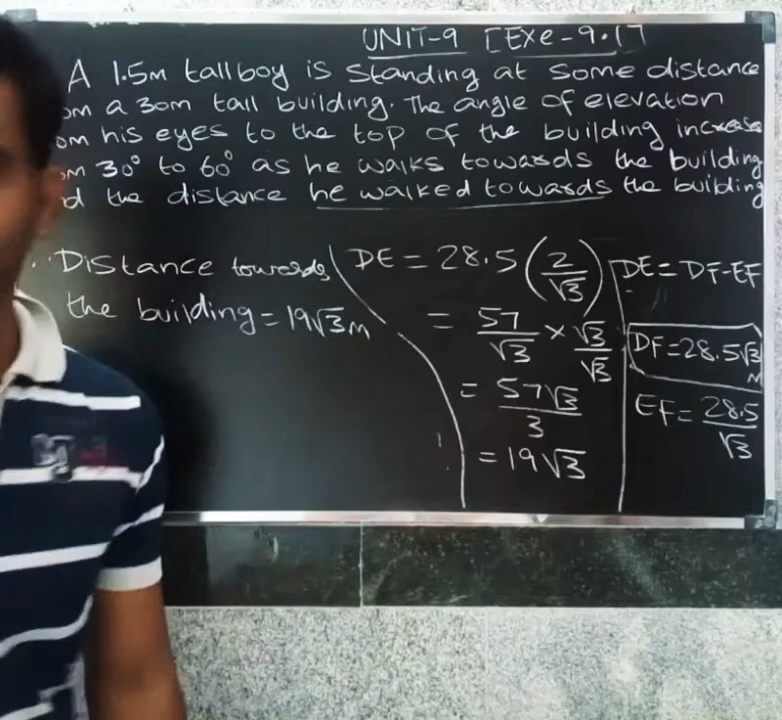 UNIT-9 [Exe-9.1]
A 1.5m tall boy is standing at some distance
om a 30m tall building. The angle of elevation
om his eyes to the top of the building increase
om 30° to 60° as he walks towards the building
d the distance he walked towards the building
Distance towards
the building = 19√3 m
DE = 28.5 (2/√3)
= 57/√3 × √3/√3
= 57√3/3
= 19√3
DE = DF-EF
DF = 28.5√3
m
EF = 28.5/√3